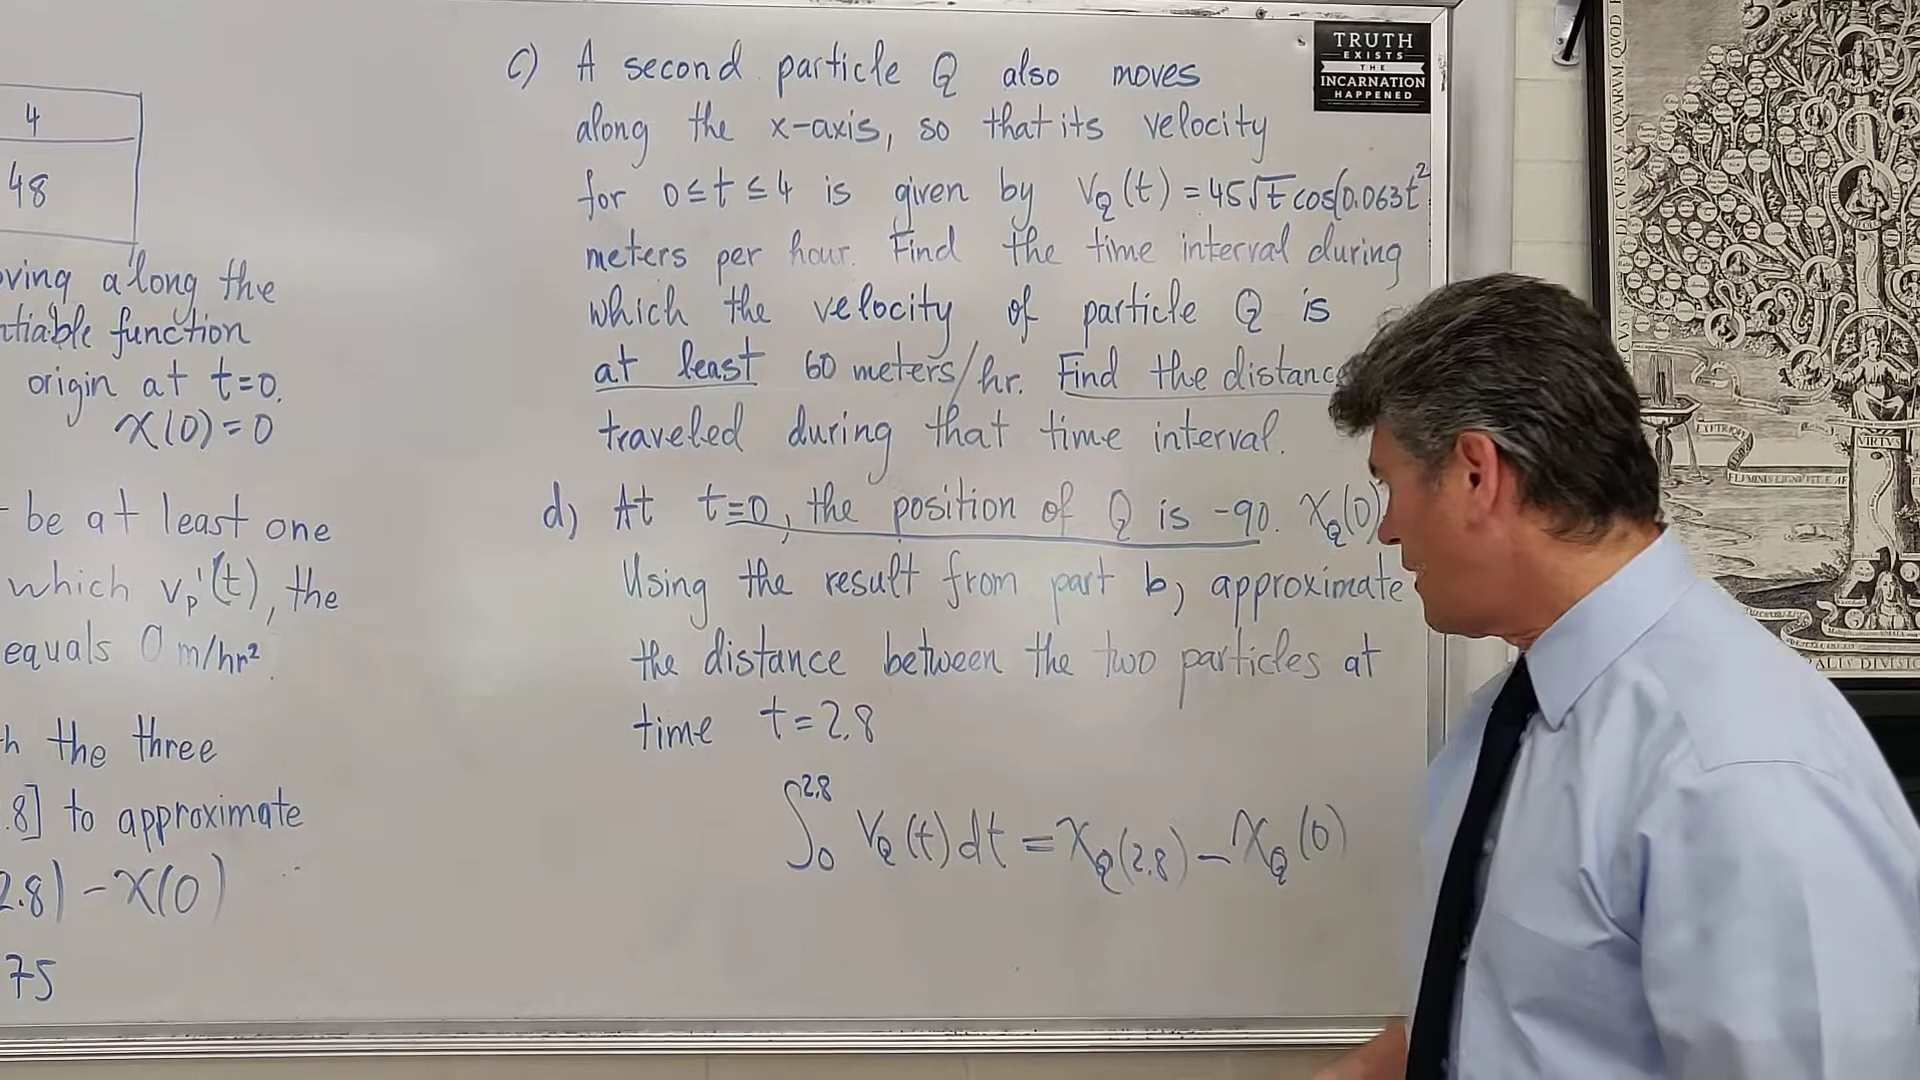 4
48
oving along the
ntiable function
origin at t=0.
x(0)=0
be at least one
which vₚ'(t), the
equals 0 m/hr²
h the three
.8] to approximate
2.8) - x(0)
75
c) A second particle Q also moves
along the x-axis, so that its velocity
for 0≤t≤4 is given by v_Q(t) = 45√t cos(0.063t²
meters per hour. Find the time interval during
which the velocity of particle Q is
at least 60 meters/hr. Find the distance
traveled during that time interval.
d) At t=0, the position of Q is -90. x_Q(0)
Using the result from part b, approximate
the distance between the two particles at
time t=2.8
∫₀^2.8 v_Q(t)dt = x_Q(2.8) - x_Q(0)
TRUTH
EXISTS
THE
INCARNATION
HAPPENED
VIRTVS